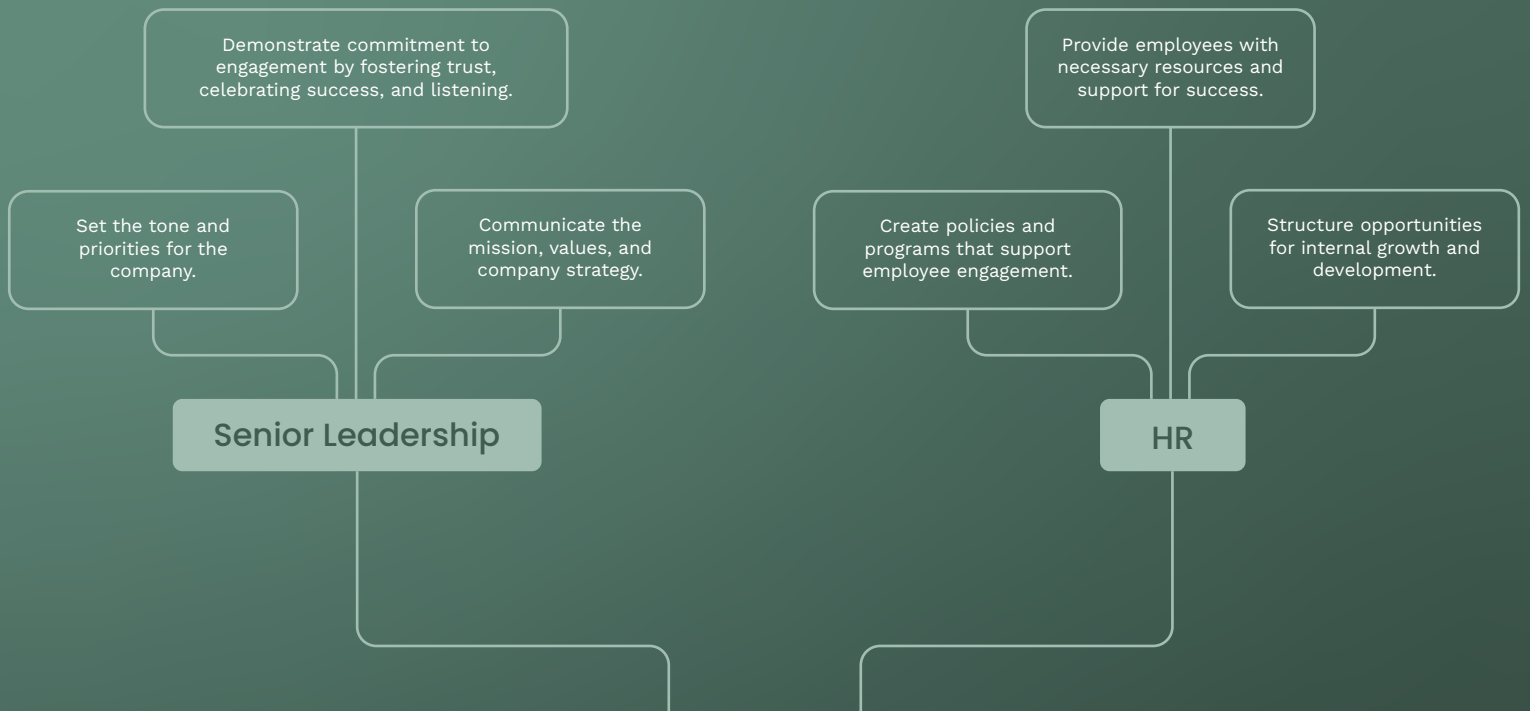 Demonstrate commitment to
engagement by fostering trust,
celebrating success, and listening.
Provide employees with
necessary resources and
support for success.
Set the tone and
priorities for the
company.
Communicate the
mission, values, and
company strategy.
Create policies and
programs that support
employee engagement.
Structure opportunities
for internal growth and
development.
Senior Leadership
HR